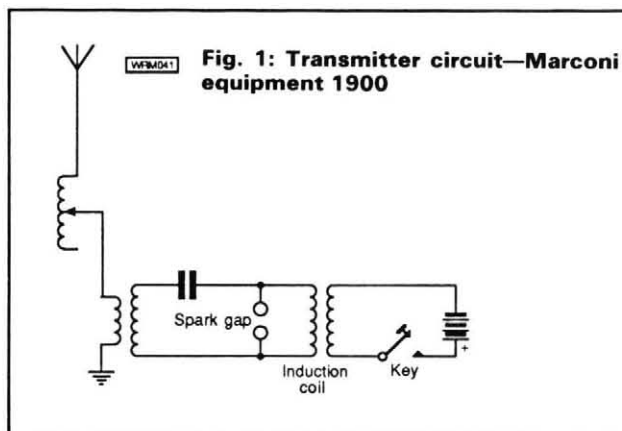 WRM041
Fig. 1: Transmitter circuit—Marconi
equipment 1900
Spark gap
Induction
coil
Key
+